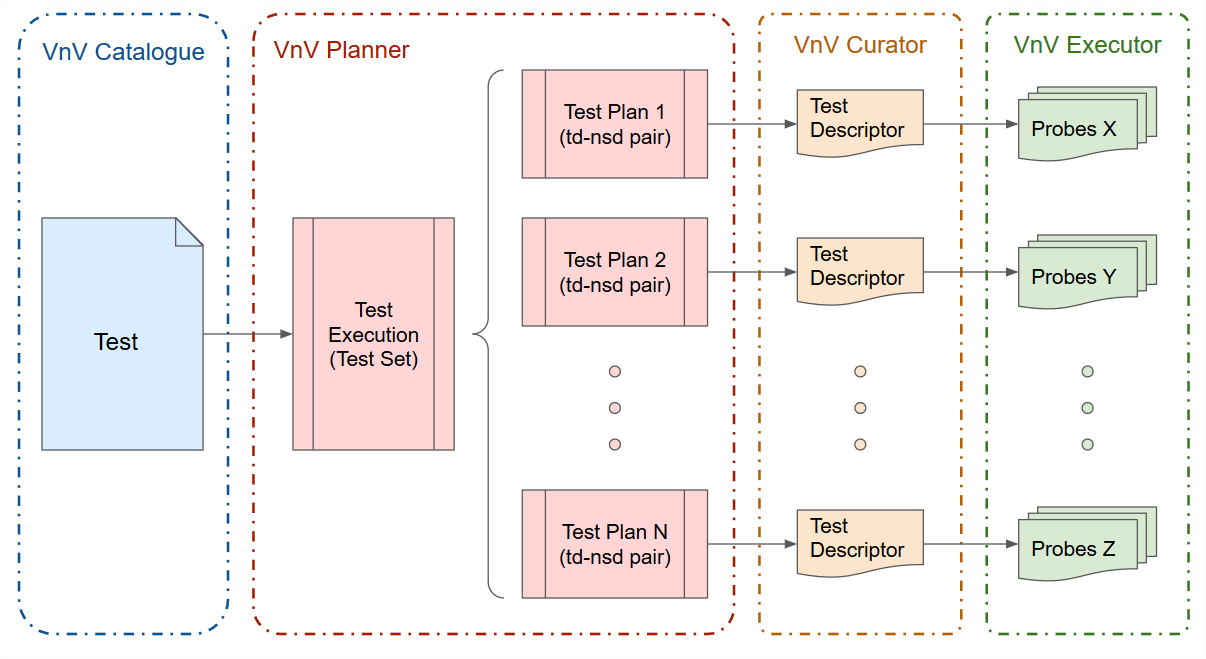 VnV Catalogue
VnV Planner
VnV Curator
VnV Executor
Test
Test
Execution
(Test Set)
Test Plan 1
(td-nsd pair)
Test
Descriptor
Probes X
Test Plan 2
(td-nsd pair)
Test
Descriptor
Probes Y
Test Plan N
(td-nsd pair)
Test
Descriptor
Probes Z